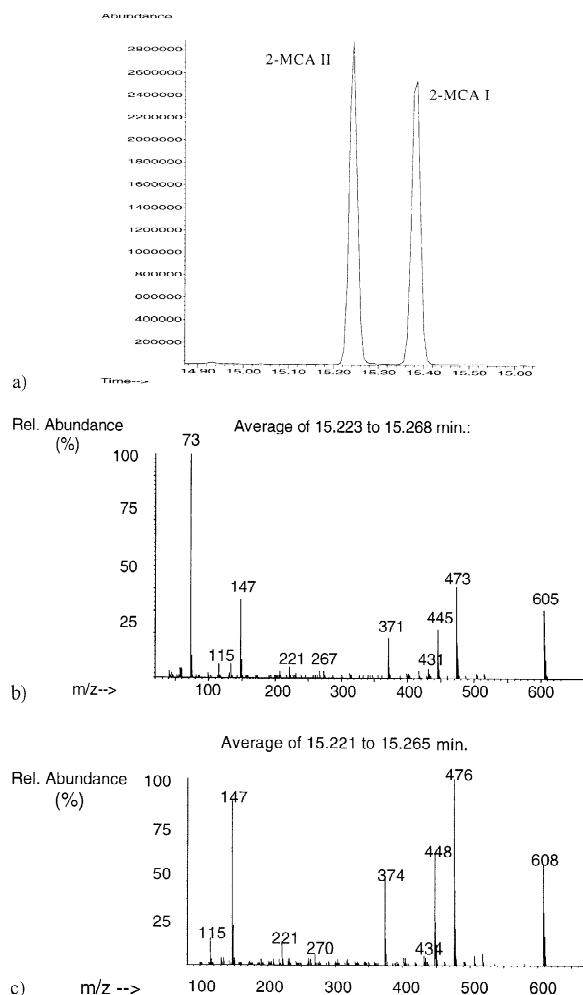 Abundance
2-MCA II
2-MCA I
2800000
2600000
2400000
2200000
2000000
1800000
1600000
1400000
1200000
1000000
800000
600000
400000
200000
14.90 15.00 15.10 15.20 15.30 15.40 15.50 15.60
a)
Time-->
Rel. Abundance
(%)
Average of 15.223 to 15.268 min.:
100
75
50
25
73
147
115
221
267
371
431
445
473
605
b)
m/z-->
100 200 300 400 500 600
Average of 15.221 to 15.265 min.
Rel. Abundance
(%)
100
75
50
25
147
115
221
270
374
434
448
476
608
c)
m/z -->
100 200 300 400 500 600